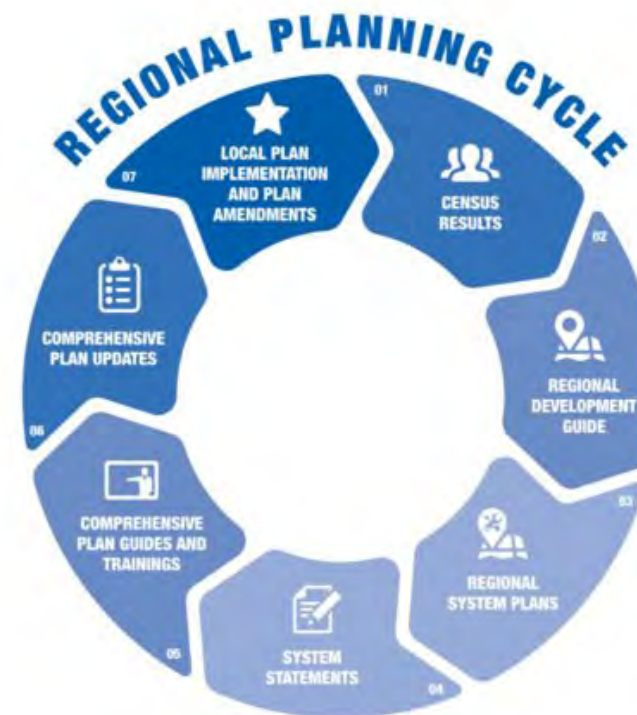 REGIONAL PLANNING CYCLE
01
CENSUS
RESULTS
02
REGIONAL
DEVELOPMENT
GUIDE
03
REGIONAL
SYSTEM PLANS
04
SYSTEM
STATEMENTS
05
COMPREHENSIVE
PLAN GUIDES AND
TRAININGS
06
COMPREHENSIVE
PLAN UPDATES
07
LOCAL PLAN
IMPLEMENTATION
AND PLAN
AMENDMENTS